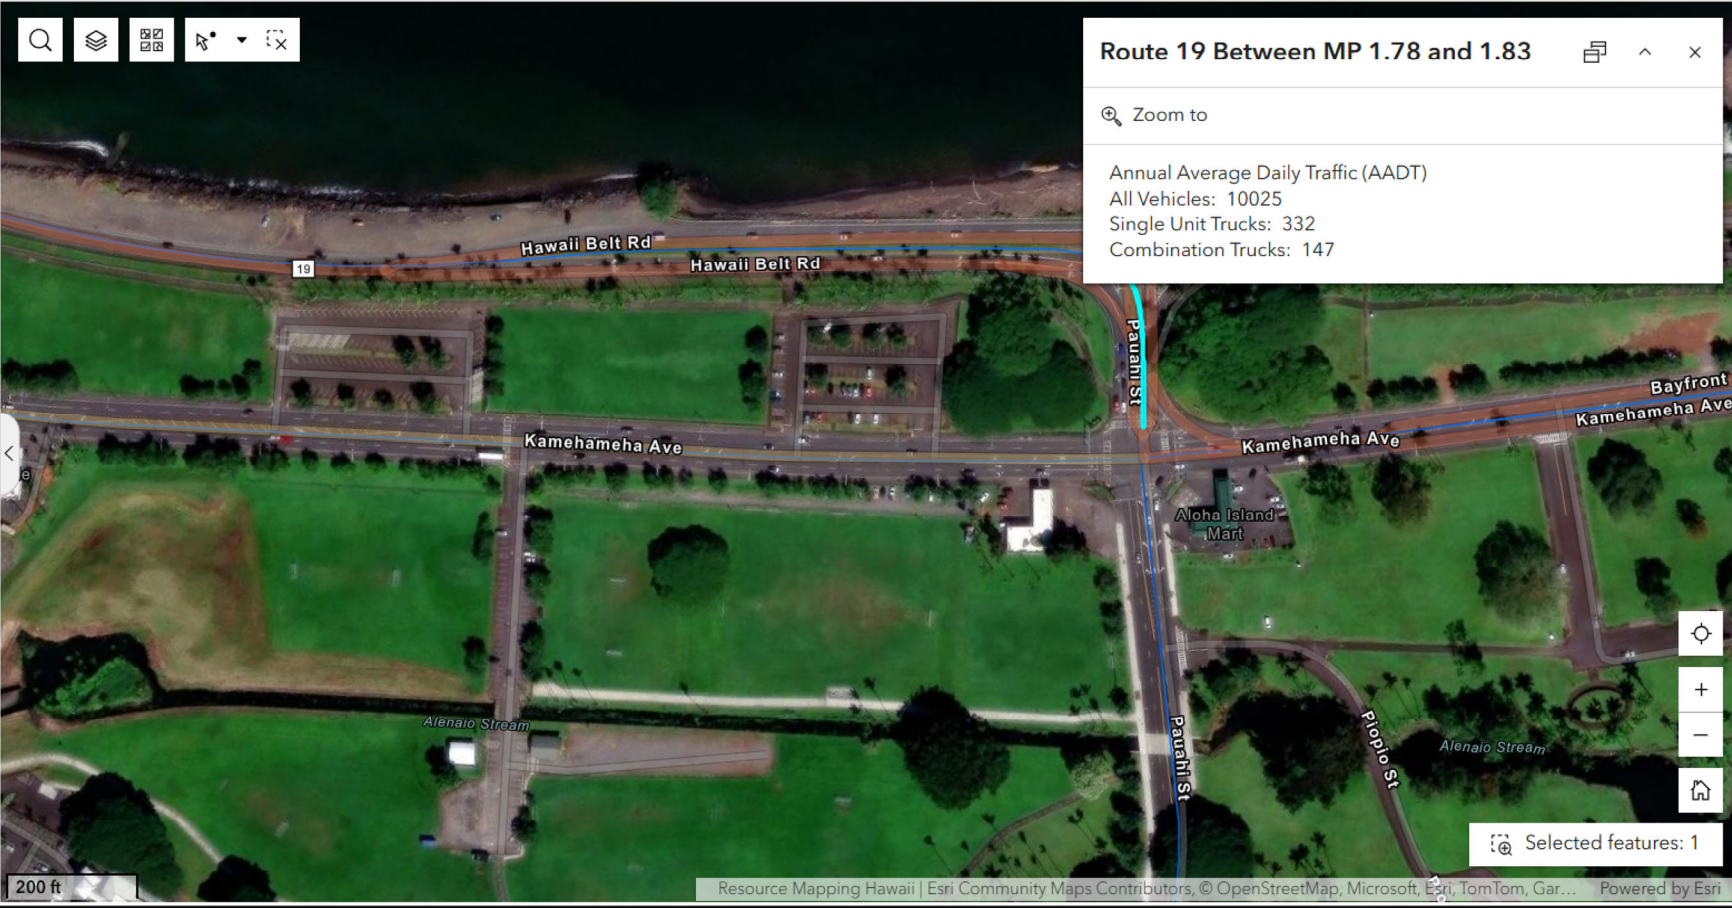 Route 19 Between MP 1.78 and 1.83
Zoom to
Annual Average Daily Traffic (AADT)
All Vehicles: 10025
Single Unit Trucks: 332
Combination Trucks: 147
Hawaii Belt Rd
Hawaii Belt Rd
19
Pauahi St
Bayfront
Kamehameha Ave
Kamehameha Ave
Kamehameha Ave
e
Aloha Island
Mart
Alenaio Stream
Pauahi St
Piopio St
Alenaio Stream
Selected features: 1
200 ft
Resource Mapping Hawaii | Esri Community Maps Contributors, © OpenStreetMap, Microsoft, Esri, TomTom, Gar... Powered by Esri